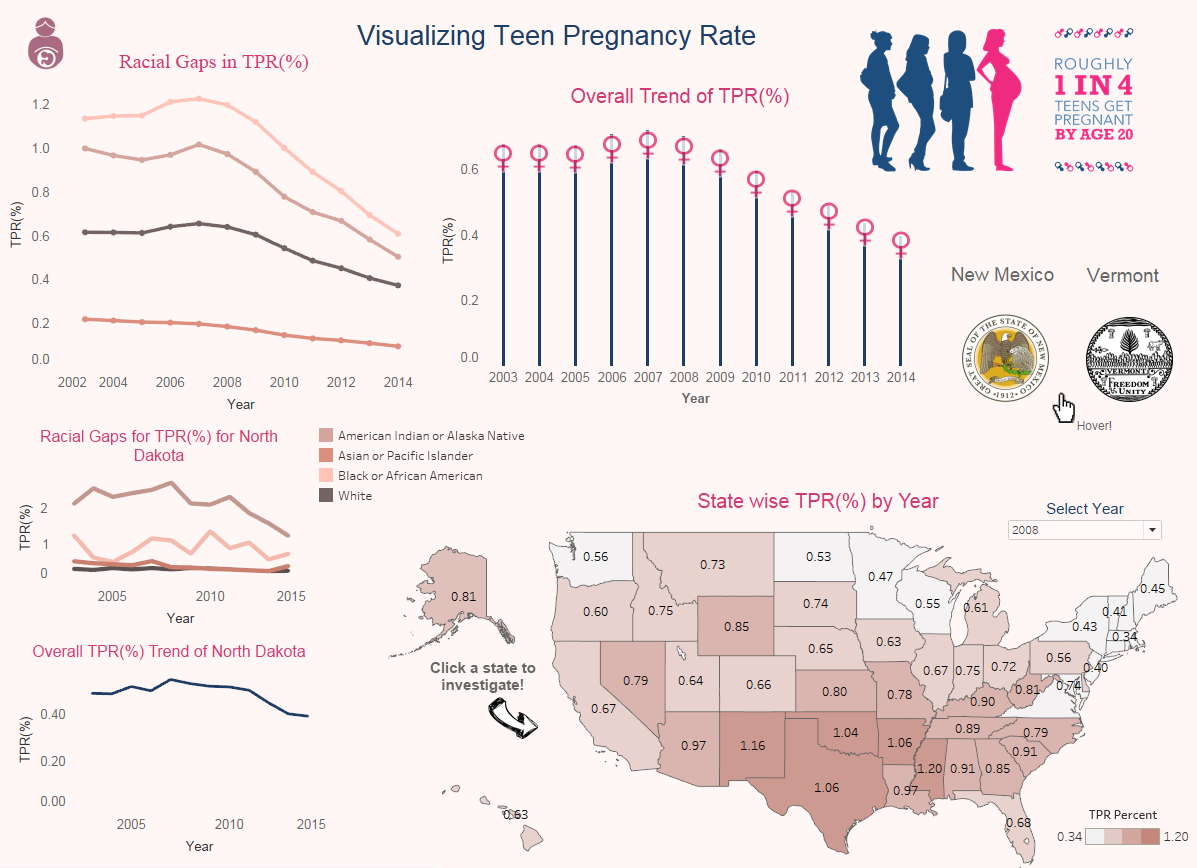 Visualizing Teen Pregnancy Rate
Racial Gaps in TPR(%)
1.2
1.0
0.8
0.6
0.4
0.2
0.0
TPR(%)
2002 2004 2006 2008 2010 2012 2014
Year
Overall Trend of TPR(%)
0.6
0.4
0.2
0.0
TPR(%)
2003 2004 2005 2006 2007 2008 2009 2010 2011 2012 2013 2014
Year
ROUGHLY
1 IN 4
TEENS GET
PREGNANT
BY AGE 20
New Mexico
Vermont
GREAT SEAL OF THE STATE OF NEW MEXICO
•1912•
VERMONT
FREEDOM
& UNITY
Hover!
Racial Gaps for TPR(%) for North
Dakota
2
1
0
TPR(%)
2005 2010 2015
Year
American Indian or Alaska Native
Asian or Pacific Islander
Black or African American
White
Overall TPR(%) Trend of North Dakota
0.40
0.20
0.00
TPR(%)
2005 2010 2015
Year
State wise TPR(%) by Year
Select Year
2008
Click a state to
investigate!
0.56 0.73 0.53 0.47 0.45
0.81 0.60 0.75 0.74 0.55 0.61 0.41
0.85 0.63 0.43 0.34
0.65 0.67 0.75 0.72 0.56 0.40
0.79 0.64 0.66 0.80 0.78 0.81 0.74
0.67 0.90
0.97 1.16 1.04 1.06 0.89 0.79
0.91
1.06 0.97 1.20 0.91 0.85
0.63 0.68
TPR Percent
0.34 1.20